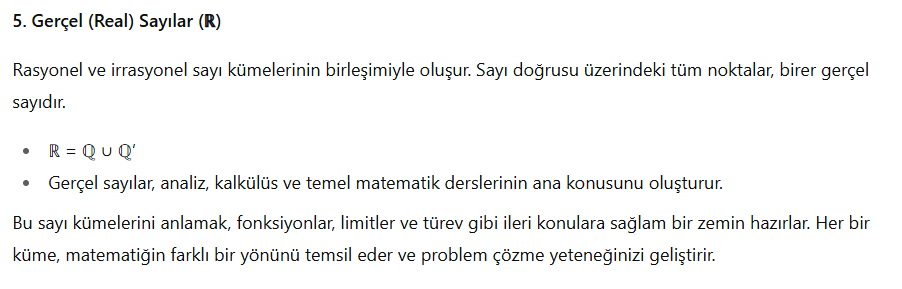 5. Gerçel (Real) Sayılar (ℝ)
Rasyonel ve irrasyonel sayı kümelerinin birleşimiyle oluşur. Sayı doğrusu üzerindeki tüm noktalar, birer gerçel
sayıdır.
• ℝ = ℚ ∪ ℚ′
• Gerçel sayılar, analiz, kalkülüs ve temel matematik derslerinin ana konusunu oluşturur.
Bu sayı kümelerini anlamak, fonksiyonlar, limitler ve türev gibi ileri konulara sağlam bir zemin hazırlar. Her bir
küme, matematiğin farklı bir yönünü temsil eder ve problem çözme yeteneğinizi geliştirir.